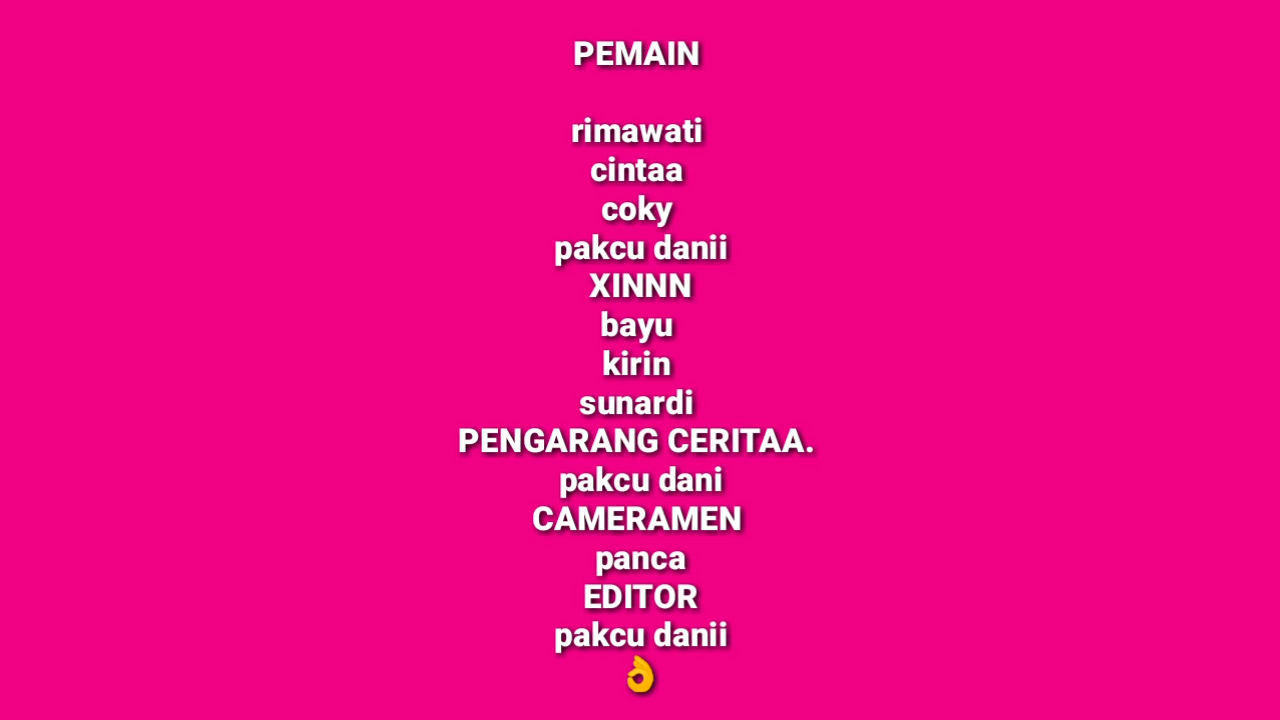 PEMAIN
rimawati
cintaa
coky
pakcu danii
XINNN
bayu
kirin
sunardi
PENGARANG CERITAA.
pakcu dani
CAMERAMEN
panca
EDITOR
pakcu danii
👌